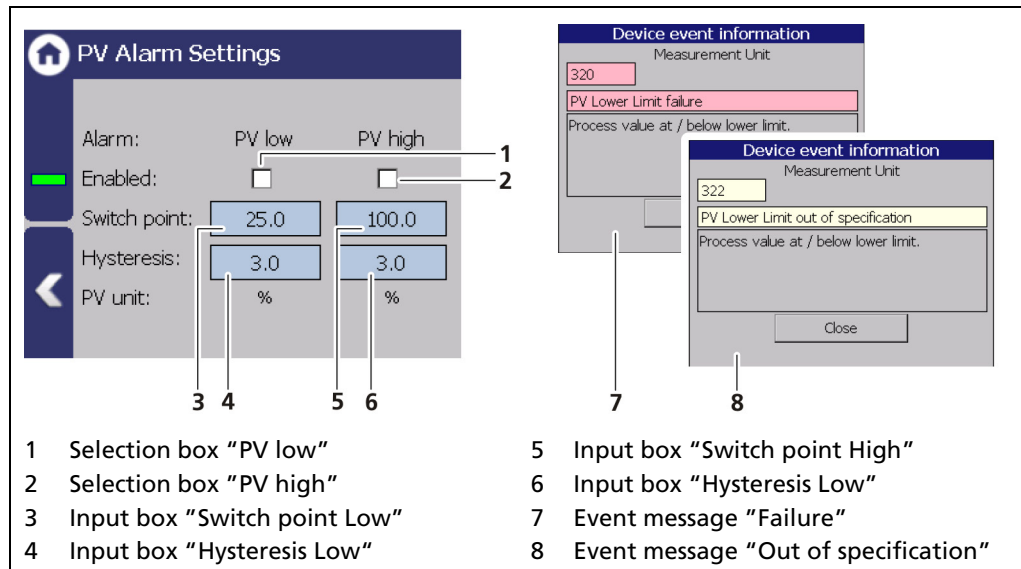 PV Alarm Settings
Alarm: PV low PV high
Enabled:
Switch point: 25.0 100.0
Hysteresis: 3.0 3.0
PV unit: % %
1
2
3 4 5 6
Device event information
Measurement Unit
320
PV Lower Limit failure
Process value at / below lower limit.
Device event information
Measurement Unit
322
PV Lower Limit out of specification
Process value at / below lower limit.
Close
7 8
1 Selection box “PV low”
2 Selection box “PV high”
3 Input box “Switch point Low”
4 Input box “Hysteresis Low“
5 Input box “Switch point High”
6 Input box “Hysteresis Low”
7 Event message “Failure”
8 Event message “Out of specification”